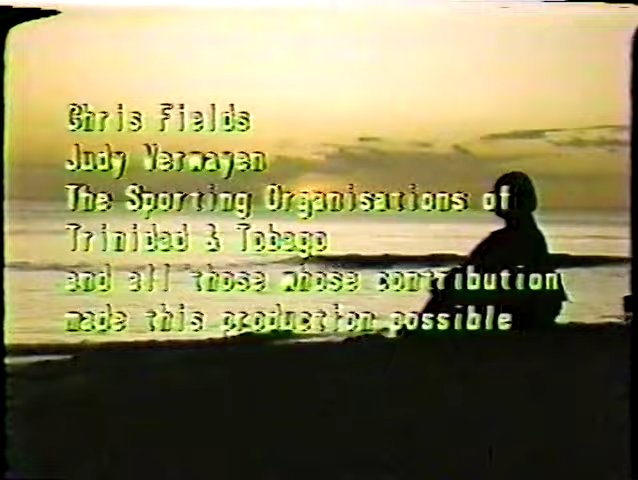 Chris Fields
Judy Verwayen
The Sporting Organisations of
Trinidad & Tobago
and all those whose contribution
made this production possible